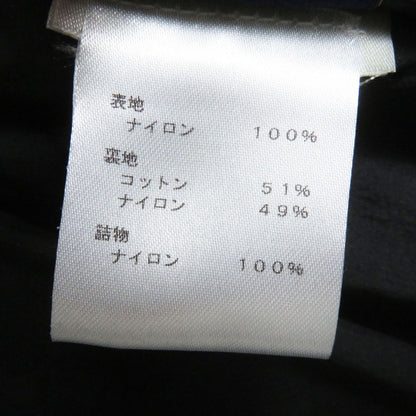 表地
ナイロン 100%
裏地
コットン 51%
ナイロン 49%
詰物
ナイロン 100%